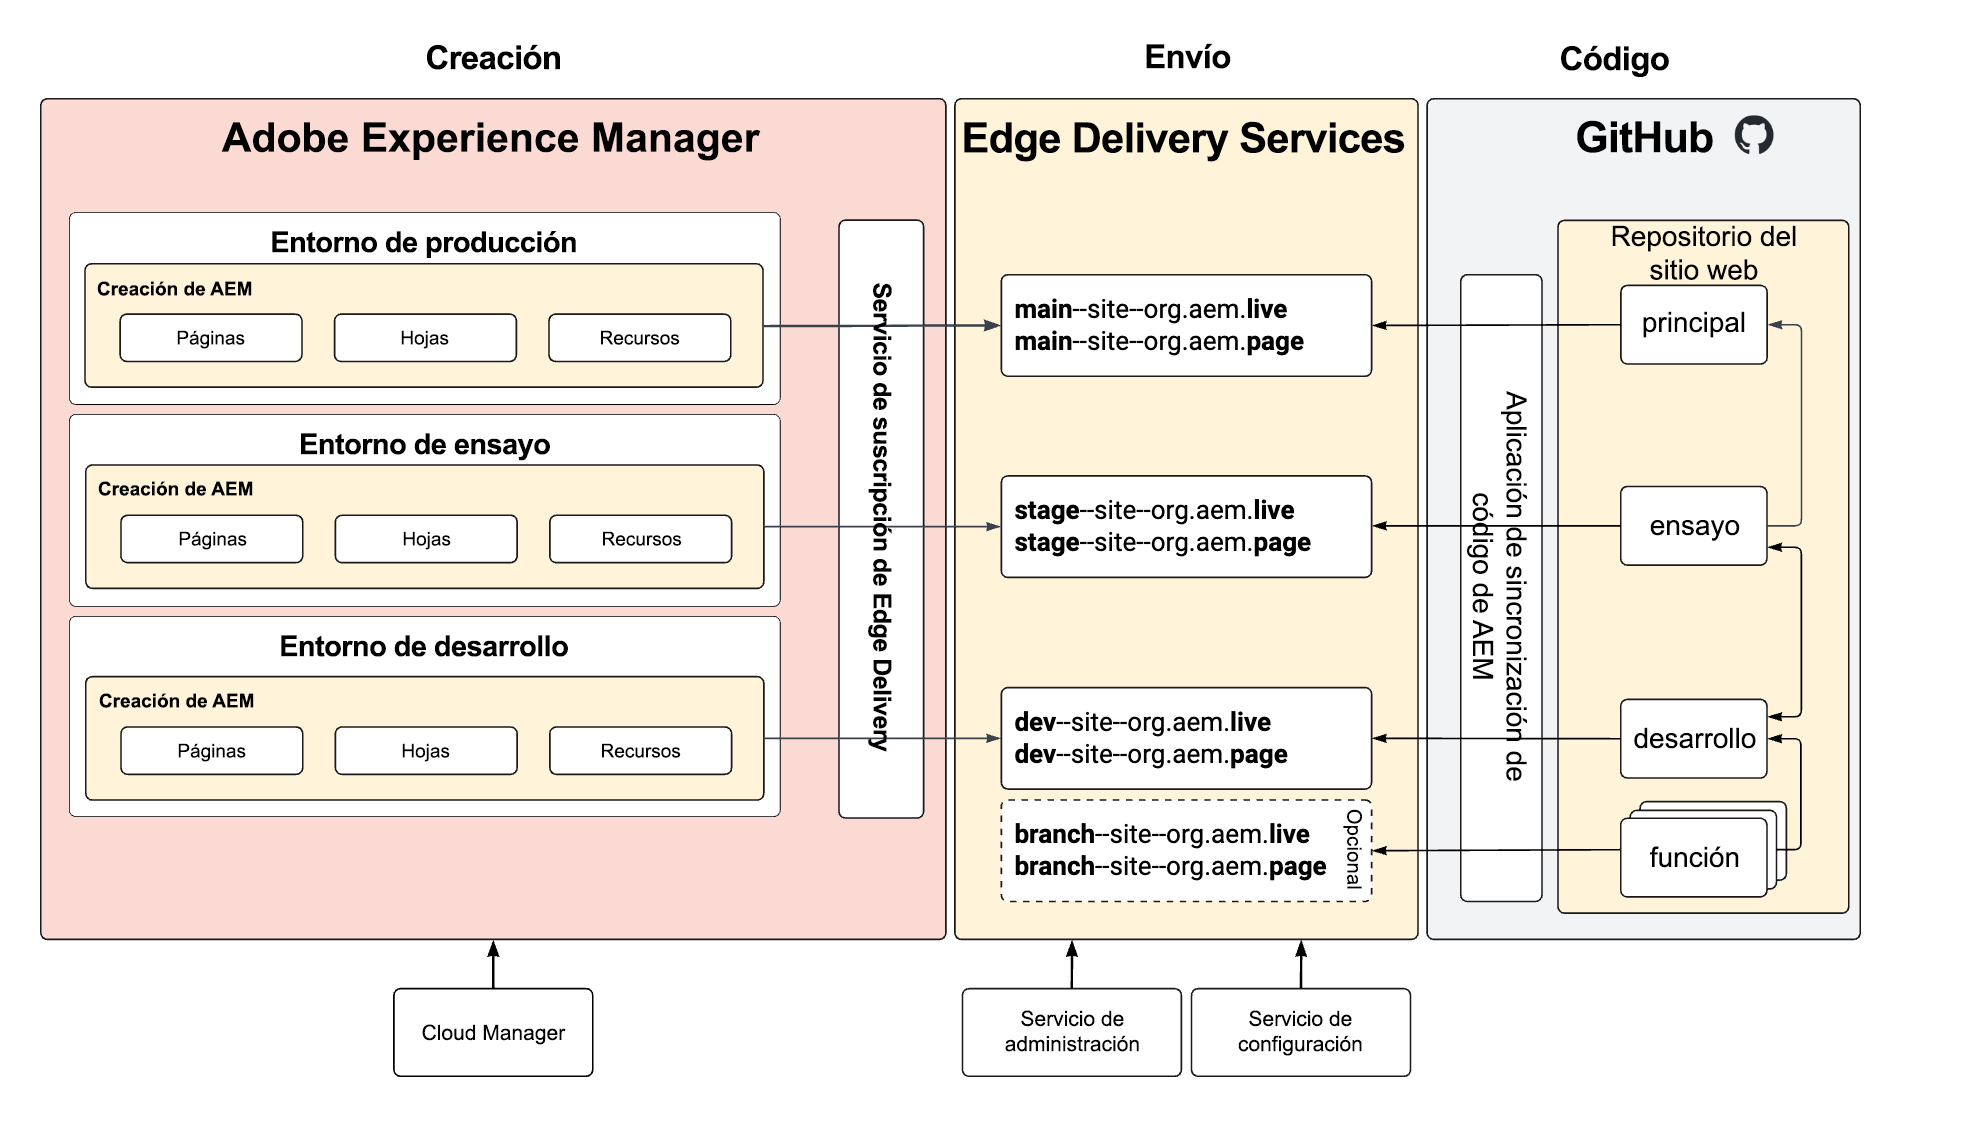 Creación
Envío
Código
Adobe Experience Manager
Entorno de producción
Creación de AEM
Páginas
Hojas
Recursos
Entorno de ensayo
Creación de AEM
Páginas
Hojas
Recursos
Entorno de desarrollo
Creación de AEM
Páginas
Hojas
Recursos
Servicio de suscripción de Edge Delivery
Edge Delivery Services
main--site--org.aem.live
main--site--org.aem.page
stage--site--org.aem.live
stage--site--org.aem.page
dev--site--org.aem.live
dev--site--org.aem.page
branch--site--org.aem.live
branch--site--org.aem.page
Opcional
GitHub
Aplicación de sincronización de
código de AEM
Repositorio del
sitio web
principal
ensayo
desarrollo
función
Cloud Manager
Servicio de
administración
Servicio de
configuración